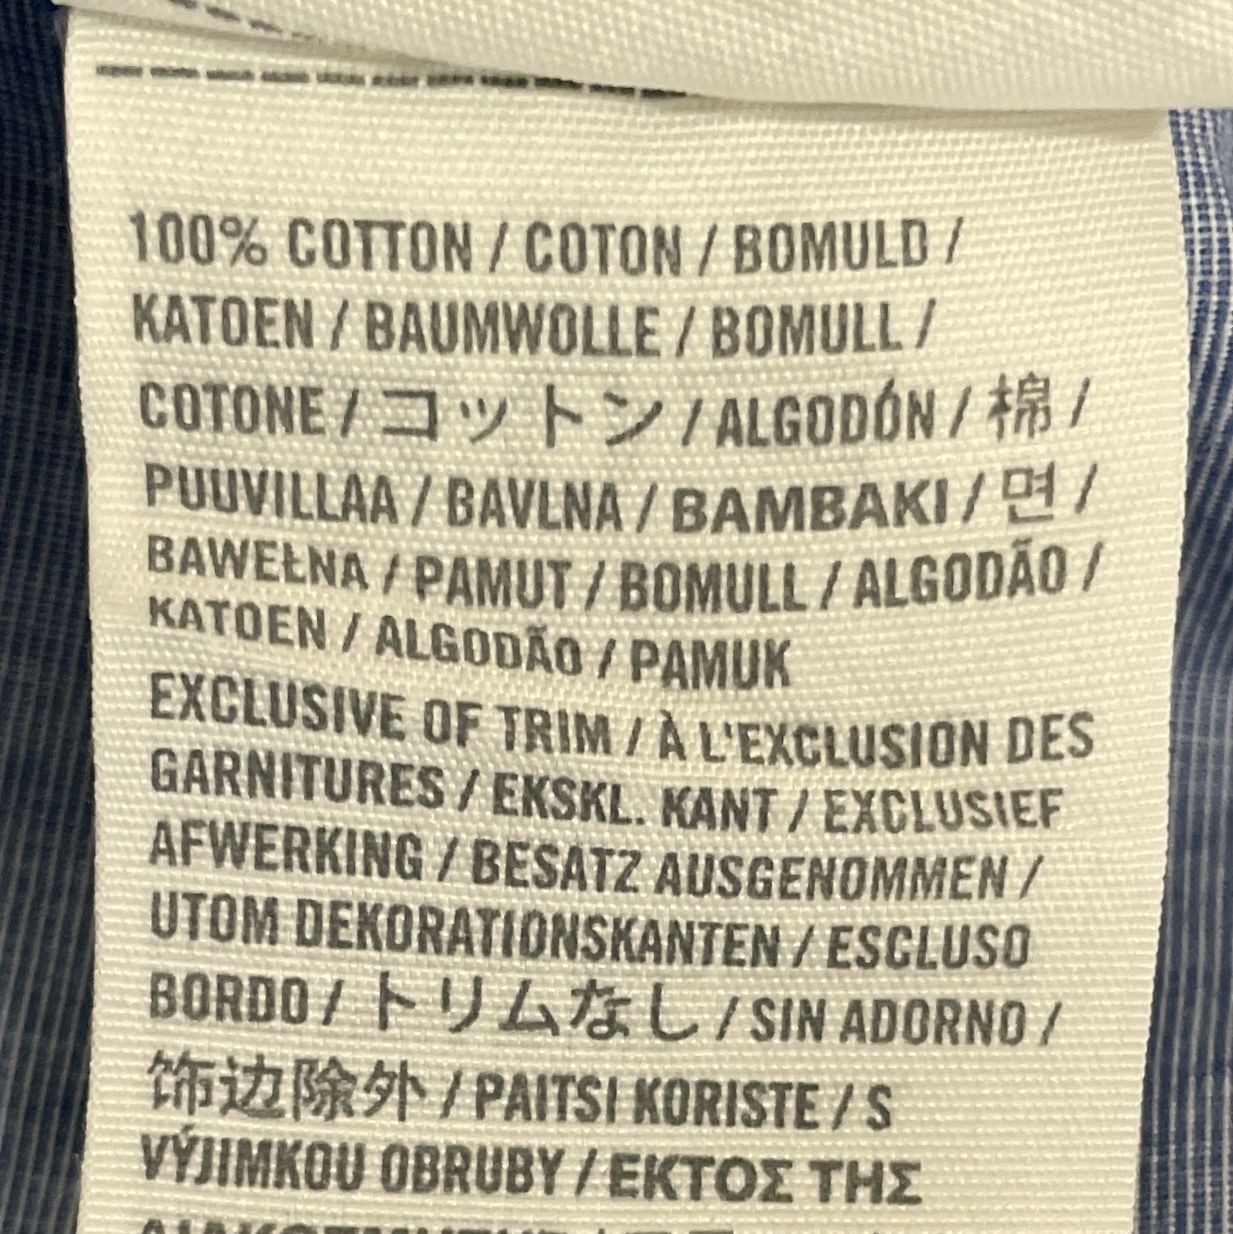 100% COTTON / COTON / BOMULD /
KATOEN / BAUMWOLLE / BOMULL /
COTONE / コットン / ALGODÓN / 棉 /
PUUVILLAA / BAVLNA / BAMBAKI / 면 /
BAWEŁNA / PAMUT / BOMULL / ALGODÃO /
KATOEN / ALGODÃO / PAMUK
EXCLUSIVE OF TRIM / À L'EXCLUSION DES
GARNITURES / EKSKL. KANT / EXCLUSIEF
AFWERKING / BESATZ AUSGENOMMEN /
UTOM DEKORATIONSKANTEN / ESCLUSO
BORDO / トリムなし / SIN ADORNO /
饰边除外 / PAITSI KORISTE / S
VÝJIMKOU OBRUBY / ΕΚΤΟΣ ΤΗΣ